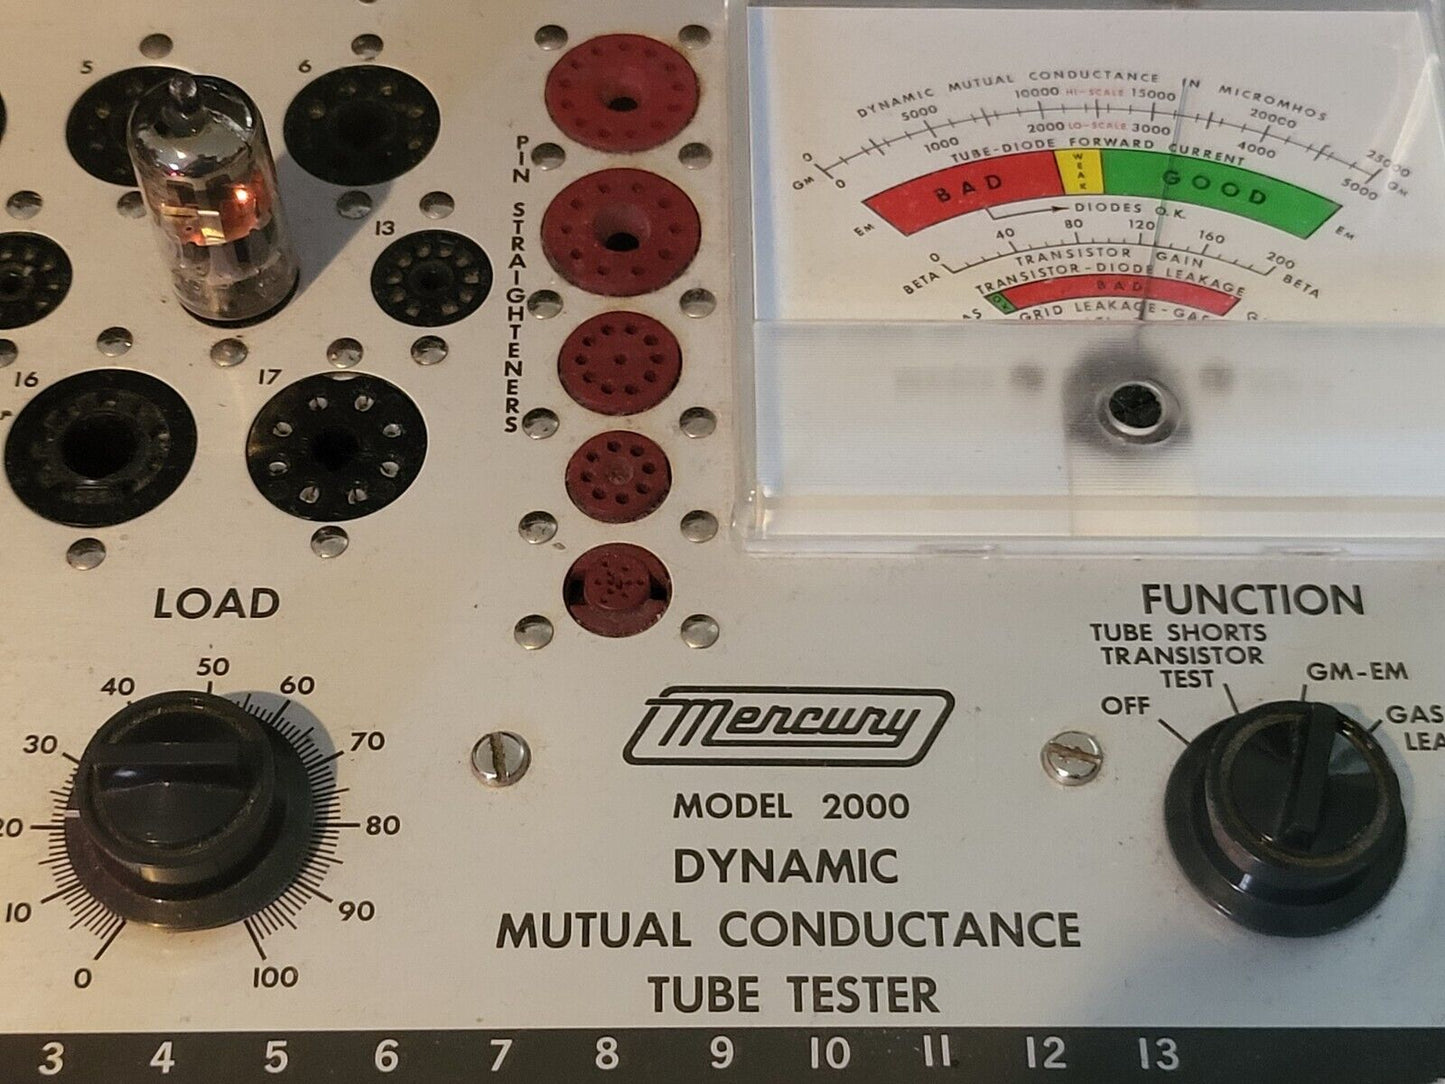 5
6
13
16
17
PIN STRAIGHTENERS
DYNAMIC MUTUAL CONDUCTANCE IN MICROMHOS
0 5000 10000 HI-SCALE 15000 20000 25000
GM GM
0 1000 2000 LO-SCALE 3000 4000 5000
TUBE-DIODE FORWARD CURRENT
BAD WEAK GOOD
EM EM
DIODES O.K.
0 40 80 120 160 200
BETA TRANSISTOR GAIN BETA
TRANSISTOR-DIODE LEAKAGE
OK BAD
AS GRID LEAKAGE-GAS G
LOAD
0 10 20 30 40 50 60 70 80 90 100
FUNCTION
TUBE SHORTS
TRANSISTOR
TEST
OFF
GM-EM
GAS
LEA
Mercury
MODEL 2000
DYNAMIC
MUTUAL CONDUCTANCE
TUBE TESTER
3 4 5 6 7 8 9 10 11 12 13